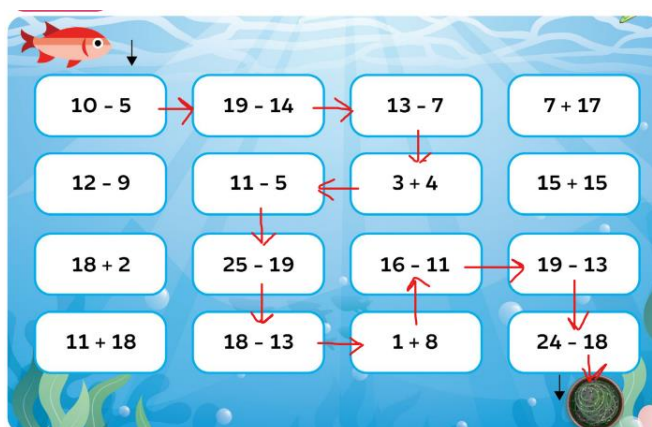 10 - 5 19 - 14 13 - 7 7 + 17
12 - 9 11 - 5 3 + 4 15 + 15
18 + 2 25 - 19 16 - 11 19 - 13
11 + 18 18 - 13 1 + 8 24 - 18